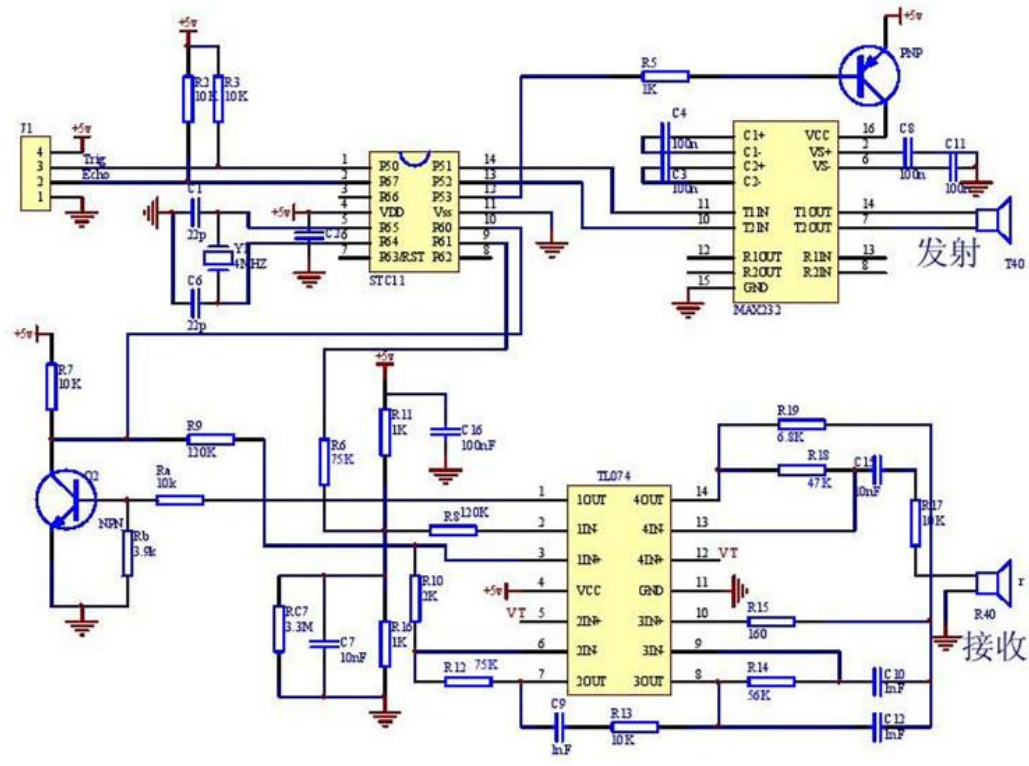 +5v
+5v
PNP
R2
10K
R3
10K
R5
1K
J1
+5v
4
3
2
1
Trig
Echo
C4
100n
C3
100n
C1+
C1-
C2+
C2-
VCC
VS+
VS-
16
2
6
C8
100n
C11
100n
1
2
3
4
5
6
7
P50
P67
P66
VDD
P65
P64
P63/RST
P51
P52
P53
Vss
P60
P61
P62
14
13
12
11
10
9
8
STC11
+5v
C1
22p
4MHZ
C6
22p
11
10
T1IN
T2IN
T1OUT
T2OUT
14
7
12
R1OUT
R2OUT
R1IN
R2IN
13
8
15
GND
MAX232
发射
T40
+5v
R7
10K
R9
120K
Q2
NPN
Ra
10k
Rb
3.9k
+5v
R11
1K
C16
100nF
R6
75K
R8
120K
R10
2K
RC7
3.3M
C7
10nF
R16
1K
R12
75K
C9
1nF
R13
10K
TL074
1
2
3
4
5
6
7
1OUT
1IN-
1IN+
VCC
2IN+
2IN-
2OUT
4OUT
4IN-
4IN+
GND
3IN+
3IN-
3OUT
14
13
12
11
10
9
8
+5v
VT
VT
R19
6.8K
R18
47K
10nF
R17
10K
R15
160
R14
56K
C10
1nF
C12
1nF
r
R40
接收